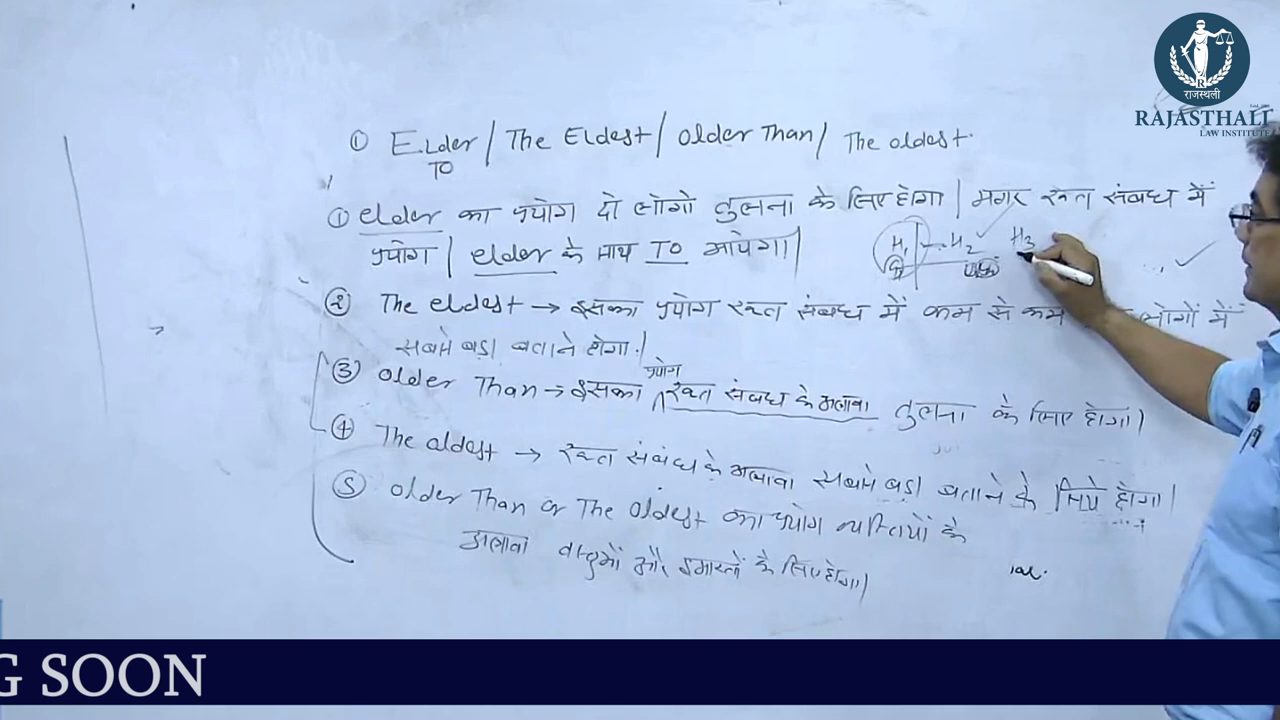 ① Elder / The Eldest / older Than / The oldest.
TO
① elder का प्रयोग दो लोगो तुलना के लिए होगा | मगर रक्त संबंध में
प्रयोग | elder के साथ TO आयेगा |
H1 H2 H3
② The eldest → इसका प्रयोग रक्त संबंध में कम से कम लोगों में
सबसे बड़ा बताने होगा |
प्रयोग
③ older Than → इसका रक्त संबंध के अलावा तुलना के लिए होगा |
④ The oldest → रक्त संबंध के अलावा सबसे बड़ा बताने के लिये होगा |
⑤ older Than or The oldest का प्रयोग व्यक्तियों के
अलावा वस्तुओं और इमारतों के लिए होगा |
राजस्थली
RAJASTHALI
LAW INSTITUTE
G SOON